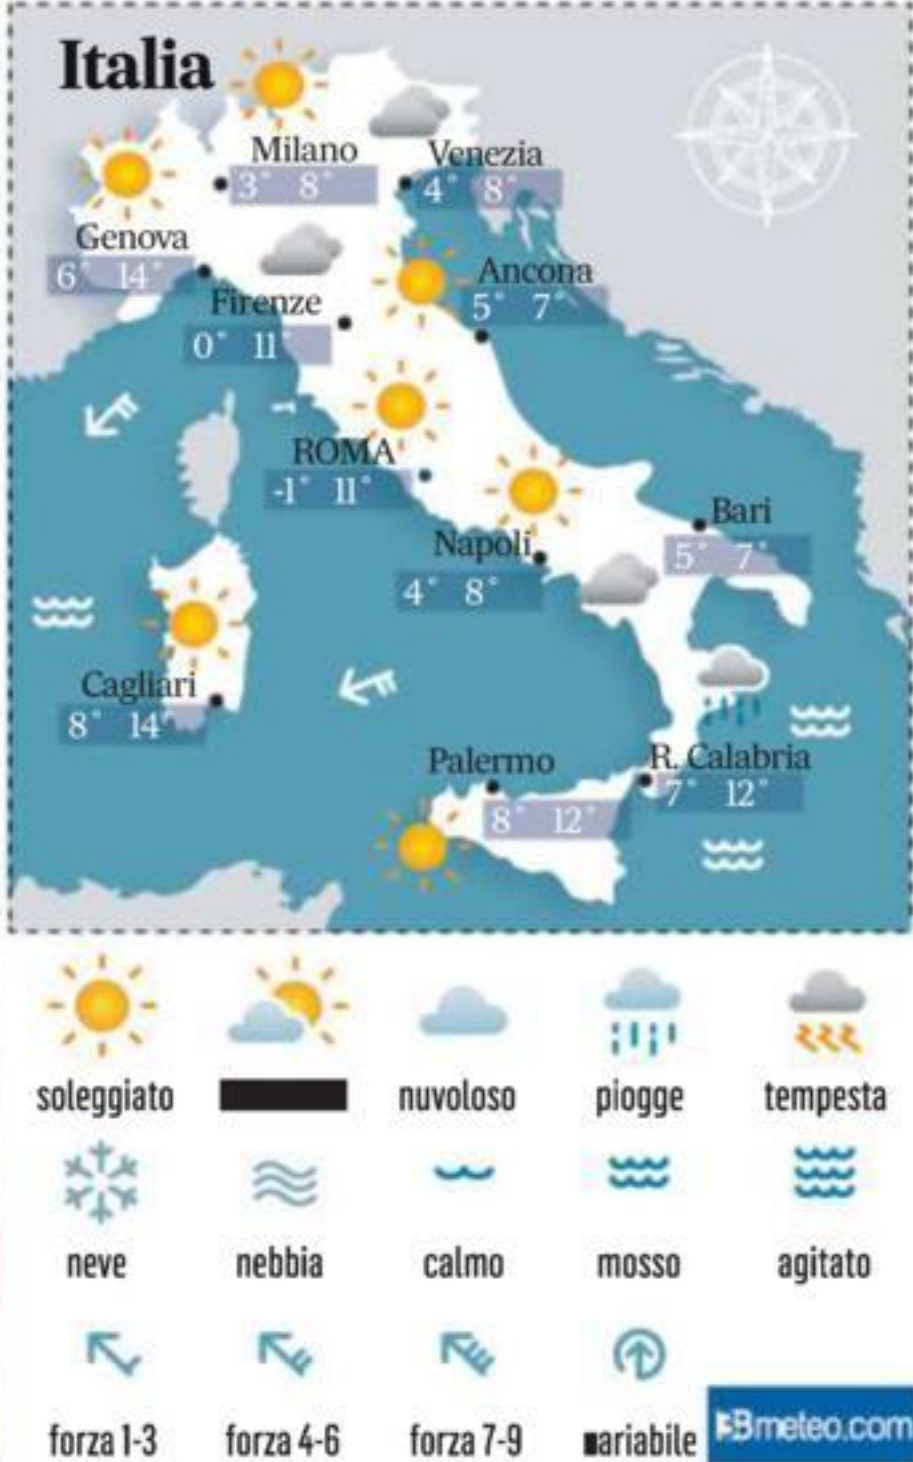 Italia
Milano
3° 8°
Venezia
4° 8°
Genova
6° 14°
Ancona
5° 7°
Firenze
0° 11°
ROMA
-1° 11°
Bari
5° 7°
Napoli
4° 8°
Cagliari
8° 14°
Palermo
8° 12°
R. Calabria
7° 12°
soleggiato nuvoloso piogge tempesta
neve nebbia calmo mosso agitato
forza 1-3 forza 4-6 forza 7-9 ariabile
3Bmeteo.com